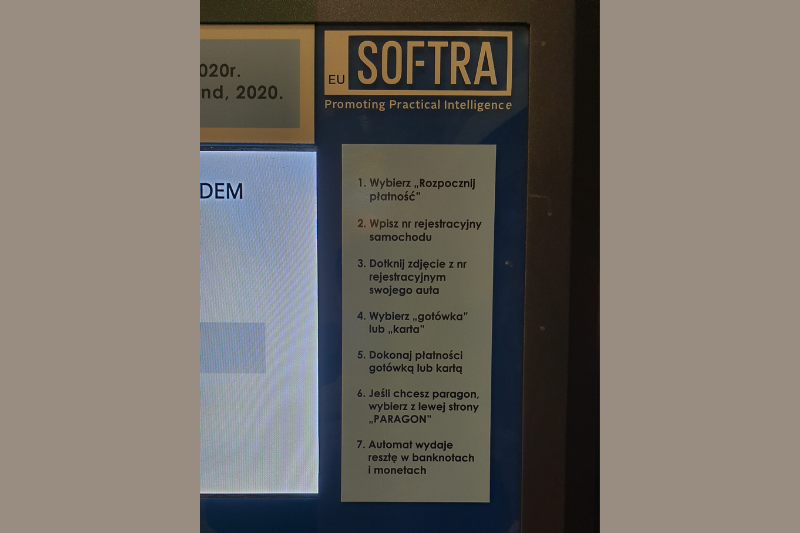 020r.
nd, 2020.
DEM
EU SOFTRA
Promoting Practical Intelligence
1. Wybierz „Rozpocznij
płatność”
2. Wpisz nr rejestracyjny
samochodu
3. Dotknij zdjęcie z nr
rejestracyjnym
swojego auta
4. Wybierz „gotówka”
lub „karta”
5. Dokonaj płatności
gotówką lub kartą
6. Jeśli chcesz paragon,
wybierz z lewej strony
„PARAGON”
7. Automat wydaje
resztę w banknotach
i monetach